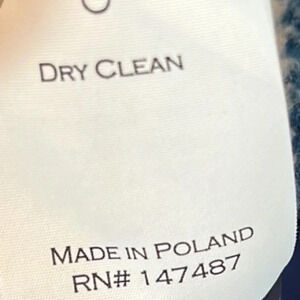 DRY CLEAN
MADE IN POLAND
RN# 147487